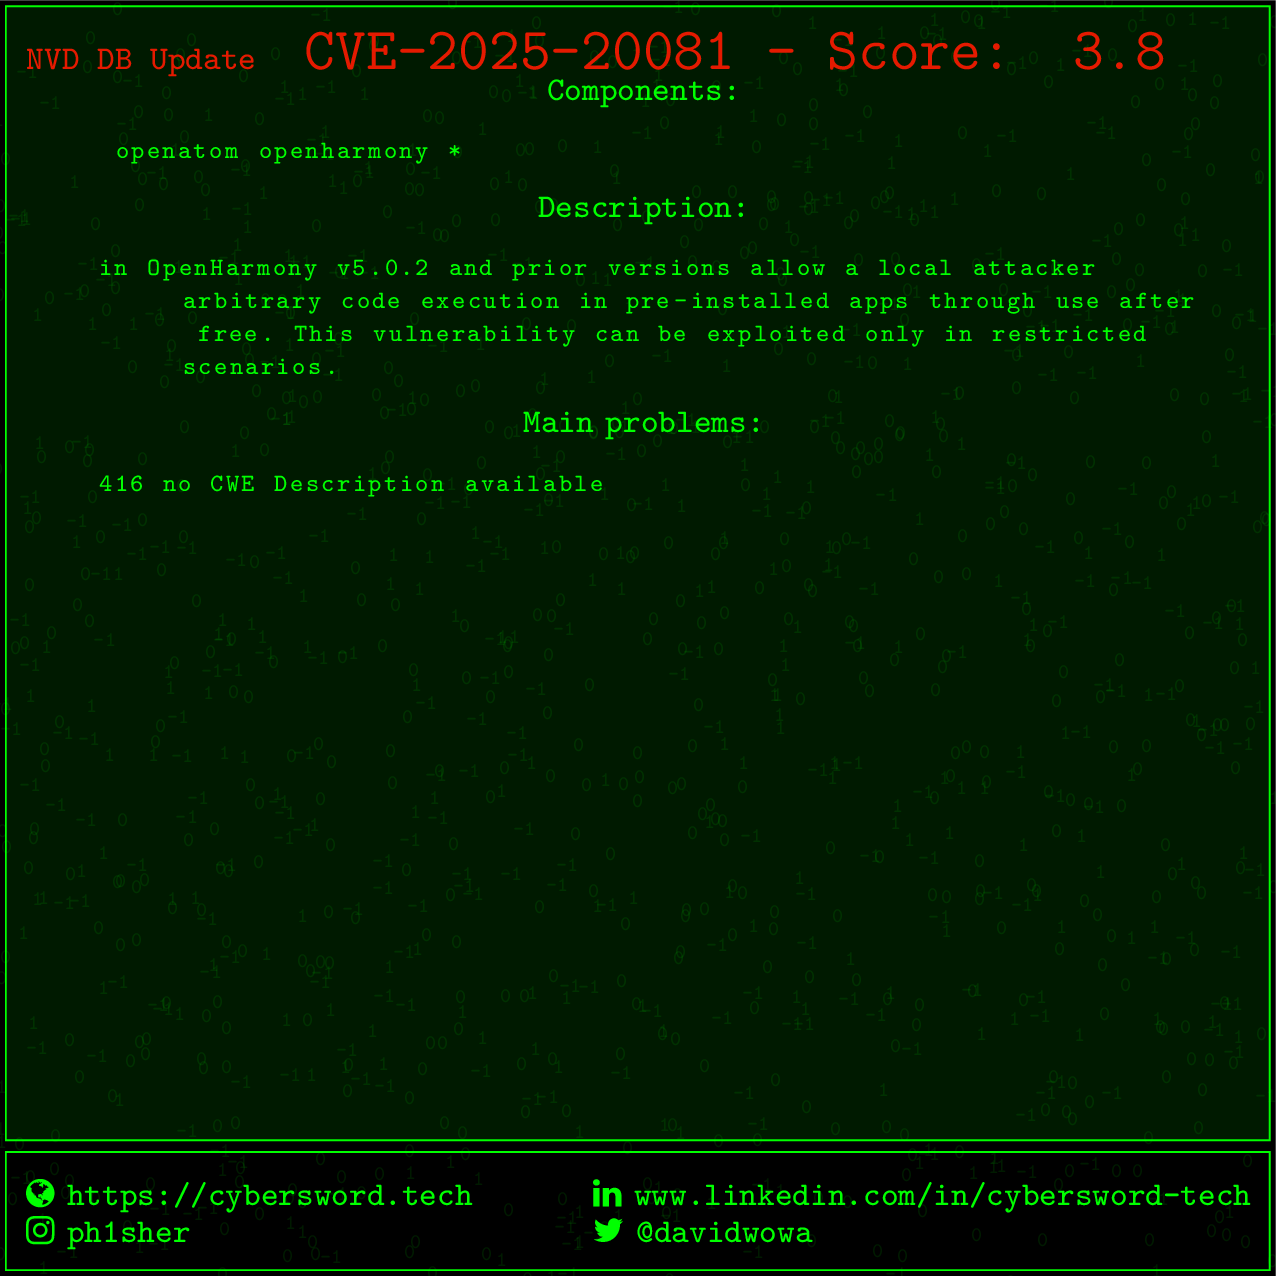 NVD DB Update CVE-2025-20081 - Score: 3.8
Components:
openatom openharmony *
Description:
in OpenHarmony v5.0.2 and prior versions allow a local attacker
arbitrary code execution in pre-installed apps through use after
free. This vulnerability can be exploited only in restricted
scenarios.
Main problems:
416 no CWE Description available
https://cybersword.tech
www.linkedin.com/in/cybersword-tech
ph1sher
@davidwowa